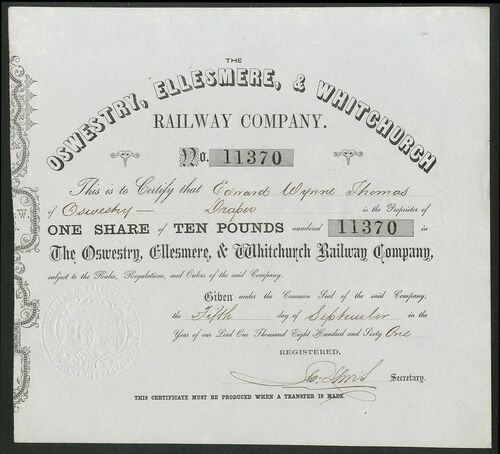 THE
OSWESTRY, ELLESMERE, & WHITCHURCH
RAILWAY COMPANY.
No. 11370
This is to Certify that Edward Wynne Thomas
of Oswestry — Draper is the Proprietor of
ONE SHARE of TEN POUNDS numbered 11370 in
The Oswestry, Ellesmere, & Whitchurch Railway Company,
subject to the Rules, Regulations, and Orders of the said Company.
Given under the Common Seal of the said Company,
the Fifth day of September in the
Year of our Lord One Thousand Eight Hundred and Sixty One
REGISTERED,
Secretary.
THIS CERTIFICATE MUST BE PRODUCED WHEN A TRANSFER IS MADE.